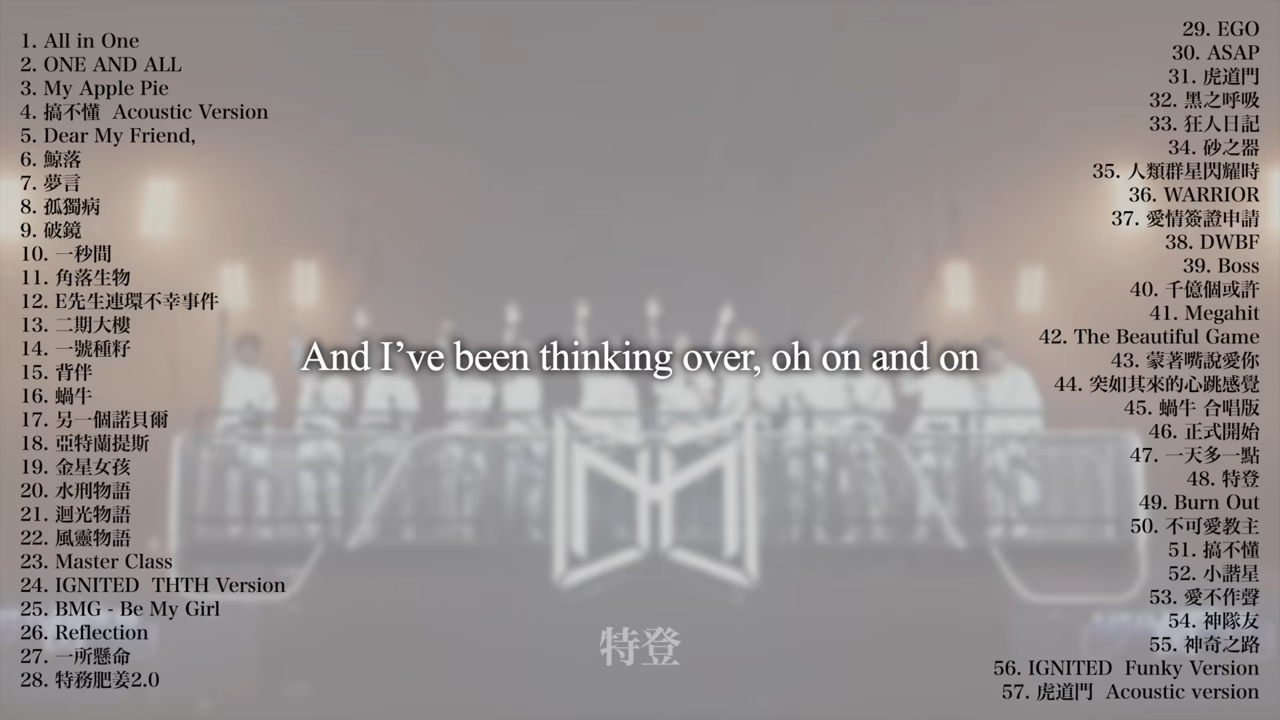 1. All in One
2. ONE AND ALL
3. My Apple Pie
4. 搞不懂 Acoustic Version
5. Dear My Friend,
6. 鯨落
7. 夢言
8. 孤獨病
9. 破鏡
10. 一秒間
11. 角落生物
12. E先生連環不幸事件
13. 二期大樓
14. 一號種籽
15. 背伴
16. 蝸牛
17. 另一個諾貝爾
18. 亞特蘭提斯
19. 金星女孩
20. 水刑物語
21. 迴光物語
22. 風靈物語
23. Master Class
24. IGNITED THTH Version
25. BMG - Be My Girl
26. Reflection
27. 一所懸命
28. 特務肥姜2.0
And I’ve been thinking over, oh on and on
特登
29. EGO
30. ASAP
31. 虎道門
32. 黑之呼吸
33. 狂人日記
34. 砂之器
35. 人類群星閃耀時
36. WARRIOR
37. 愛情簽證申請
38. DWBF
39. Boss
40. 千億個或許
41. Megahit
42. The Beautiful Game
43. 蒙著嘴說愛你
44. 突如其來的心跳感覺
45. 蝸牛 合唱版
46. 正式開始
47. 一天多一點
48. 特登
49. Burn Out
50. 不可愛教主
51. 搞不懂
52. 小諧星
53. 愛不作聲
54. 神隊友
55. 神奇之路
56. IGNITED Funky Version
57. 虎道門 Acoustic version